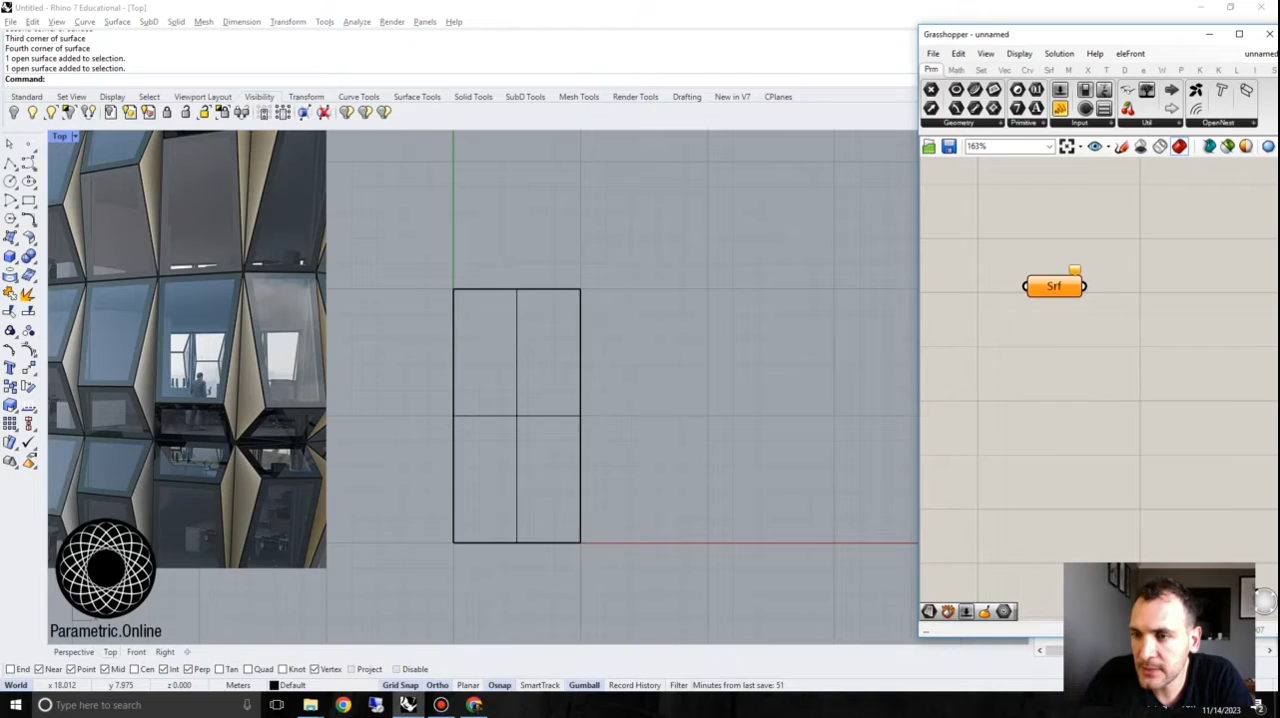 Untitled - Rhino 7 Educational - [Top]
File Edit View Curve Surface SubD Solid Mesh Dimension Transform Tools Analyze Render Panels Help
Third corner of surface
Fourth corner of surface
1 open surface added to selection.
1 open surface added to selection.
Command:
Standard Set View Display Select Viewport Layout Visibility Transform Curve Tools Surface Tools Solid Tools SubD Tools Mesh Tools Render Tools Drafting New in V7 CPlanes
Top
Parametric.Online
Perspective Top Front Right
End Near Point Mid Cen Int Perp Tan Quad Knot Vertex Project Disable
World x 18.012 y 7.975 z 0.000 Meters Default Grid Snap Ortho Planar Osnap SmartTrack Gumball Record History Filter Minutes from last save: 51
Type here to search
Grasshopper - unnamed
File Edit View Display Solution Help eleFront unnamed
Prm Math Set Vec Crv Srf M X T D e P K K L I S
Geometry Primitive Input Util OpenNest
163%
Srf
11/14/2023